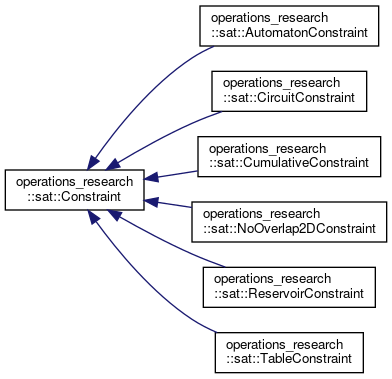 operations_research
::sat::AutomatonConstraint
operations_research
::sat::CircuitConstraint
operations_research
::sat::CumulativeConstraint
operations_research
::sat::Constraint
operations_research
::sat::NoOverlap2DConstraint
operations_research
::sat::ReservoirConstraint
operations_research
::sat::TableConstraint